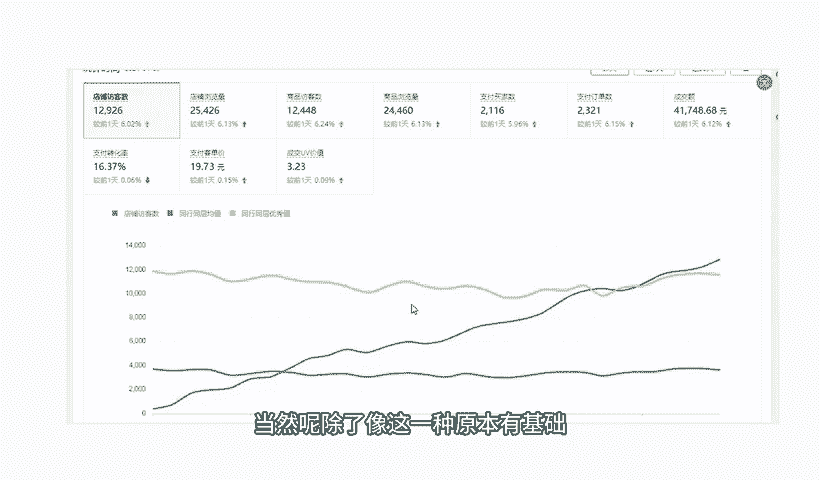 店铺访客数 店铺浏览量 商品访客数 商品浏览量 支付买家数 支付订单数 成交额
12,926 25,426 12,448 24,460 2,116 2,321 41,748.68 元
较前1天 6.02% 较前1天 6.13% 较前1天 6.24% 较前1天 6.13% 较前1天 5.96% 较前1天 6.15% 较前1天 6.12%
支付转化率 支付客单价 成交UV价值
16.37% 19.73 元 3.23
较前1天 0.06% 较前1天 0.15% 较前1天 0.09%
店铺访客数 同行同层均值 同行同层优秀值
14,000
12,000
10,000
8,000
6,000
4,000
2,000
0
当然呢除了像这一种原本有基础